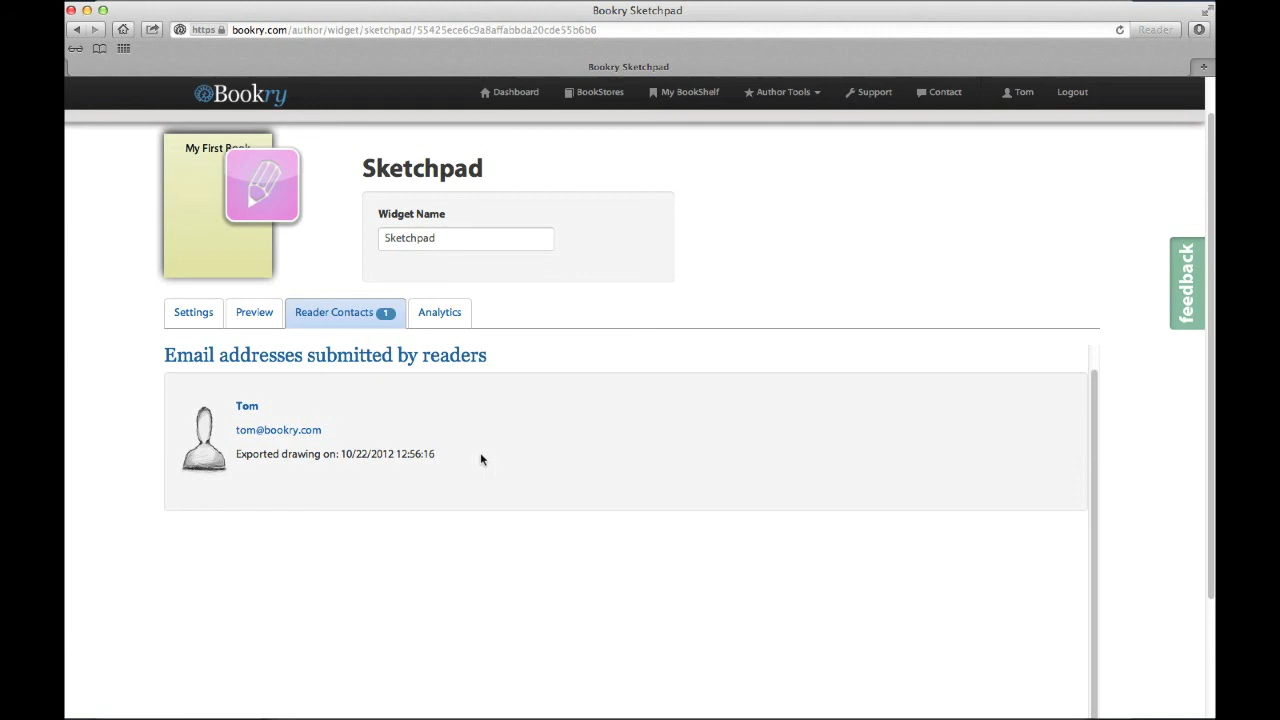 Bookry Sketchpad
https bookry.com/author/widget/sketchpad/55425ece6c9a8affabbda20cde55b6b6 Reader
Bookry Sketchpad
Bookry Dashboard BookStores My BookShelf Author Tools Support Contact Tom Logout
My First Book
Sketchpad
Widget Name
Sketchpad
feedback
Settings Preview Reader Contacts 1 Analytics
Email addresses submitted by readers
Tom
tom@bookry.com
Exported drawing on: 10/22/2012 12:56:16